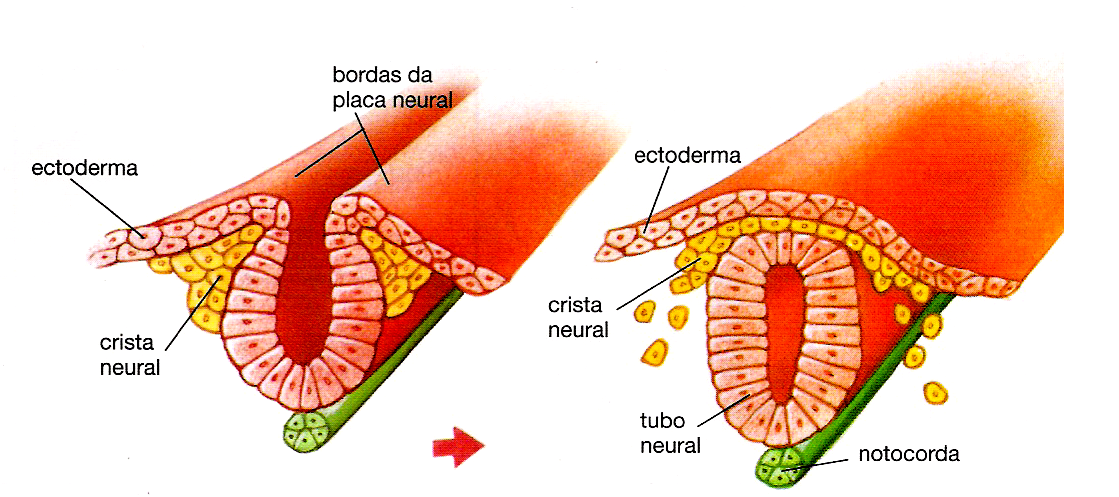 bordas da
placa neural
ectoderma
crista
neural
ectoderma
crista
neural
tubo
neural
notocorda